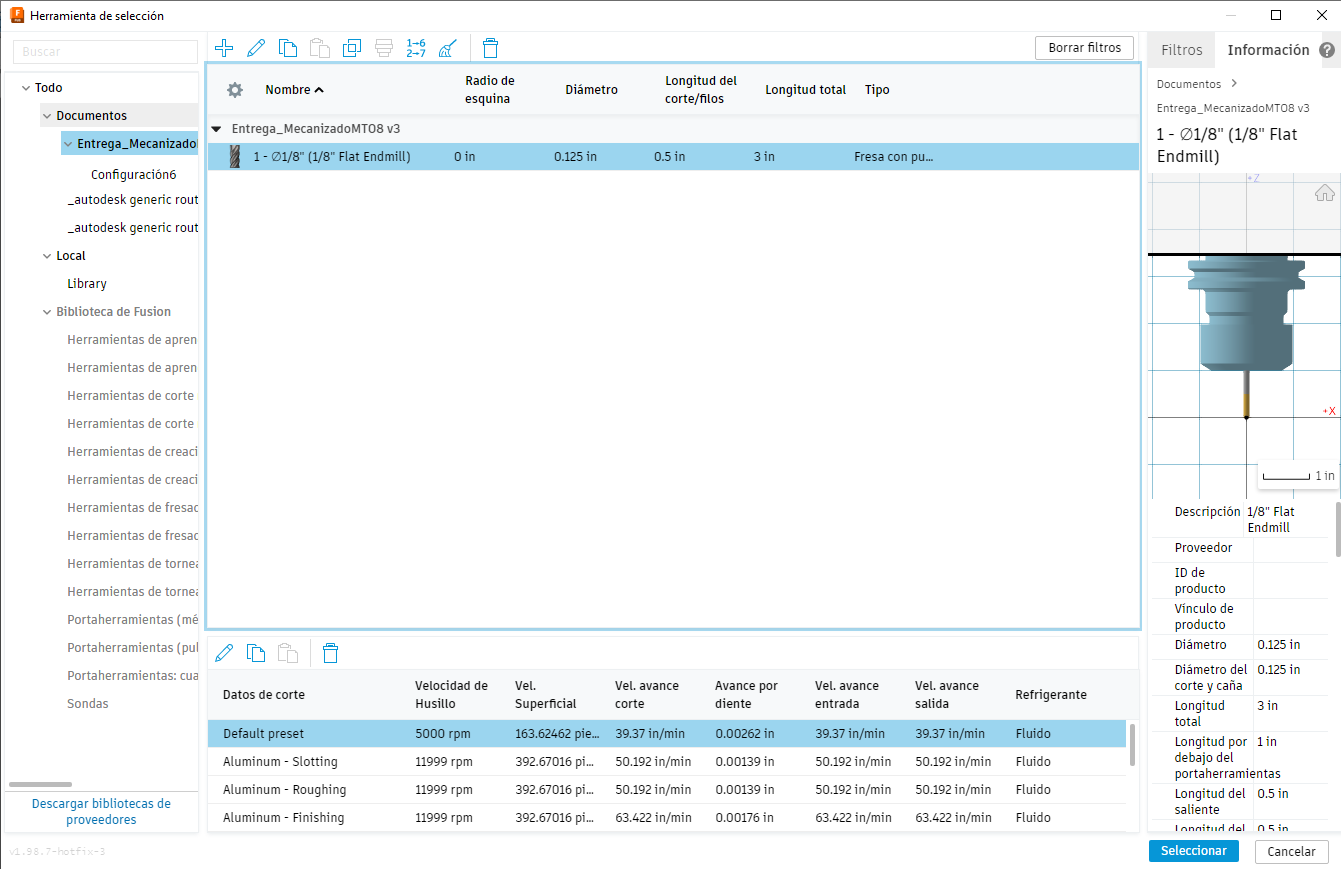 Herramienta de selección
Buscar
Todo
Documentos
Entrega_Mecanizado
Configuración6
_autodesk generic rout
_autodesk generic rout
Local
Library
Biblioteca de Fusion
Herramientas de apren
Herramientas de apren
Herramientas de corte
Herramientas de corte
Herramientas de creaci
Herramientas de creaci
Herramientas de fresac
Herramientas de fresac
Herramientas de tornea
Herramientas de tornea
Portaherramientas (mé
Portaherramientas (pul
Portaherramientas: cua
Sondas
Descargar bibliotecas de
proveedores
v1.98.7-hotfix-3
1→6
2→7
Borrar filtros
Nombre
Radio de
esquina
Diámetro
Longitud del
corte/filos
Longitud total
Tipo
Entrega_MecanizadoMTO8 v3
1 - ∅1/8" (1/8" Flat Endmill) 0 in 0.125 in 0.5 in 3 in Fresa con pu...
Datos de corte
Velocidad de
Husillo
Vel.
Superficial
Vel. avance
corte
Avance por
diente
Vel. avance
entrada
Vel. avance
salida
Refrigerante
Default preset 5000 rpm 163.62462 pie... 39.37 in/min 0.00262 in 39.37 in/min 39.37 in/min Fluido
Aluminum - Slotting 11999 rpm 392.67016 pi... 50.192 in/min 0.00139 in 50.192 in/min 50.192 in/min Fluido
Aluminum - Roughing 11999 rpm 392.67016 pi... 50.192 in/min 0.00139 in 50.192 in/min 50.192 in/min Fluido
Aluminum - Finishing 11999 rpm 392.67016 pi... 63.422 in/min 0.00176 in 63.422 in/min 63.422 in/min Fluido
Filtros Información ?
Documentos
Entrega_MecanizadoMTO8 v3
1 - ∅1/8" (1/8" Flat
Endmill)
+Z
+X
1 in
Descripción 1/8" Flat
Endmill
Proveedor
ID de
producto
Vínculo de
producto
Diámetro 0.125 in
Diámetro del 0.125 in
corte y caña
Longitud 3 in
total
Longitud por 1 in
debajo del
portaherramientas
Longitud del 0.5 in
saliente
Longitud del 0.5 in
Seleccionar Cancelar